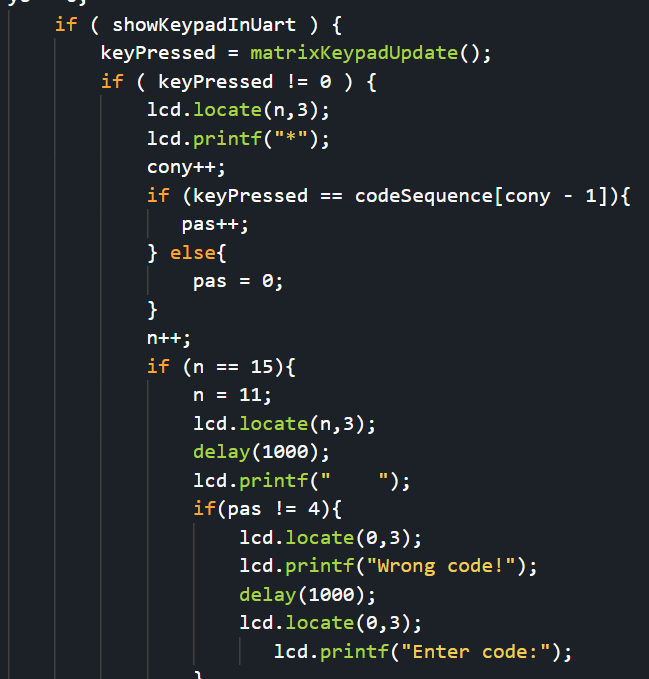 if ( showKeypadInUart ) {
keyPressed = matrixKeypadUpdate();
if ( keyPressed != 0 ) {
lcd.locate(n,3);
lcd.printf("*");
cony++;
if (keyPressed == codeSequence[cony - 1]){
pas++;
} else{
pas = 0;
}
n++;
if (n == 15){
n = 11;
lcd.locate(n,3);
delay(1000);
lcd.printf("    ");
if(pas != 4){
lcd.locate(0,3);
lcd.printf("Wrong code!");
delay(1000);
lcd.locate(0,3);
lcd.printf("Enter code:");